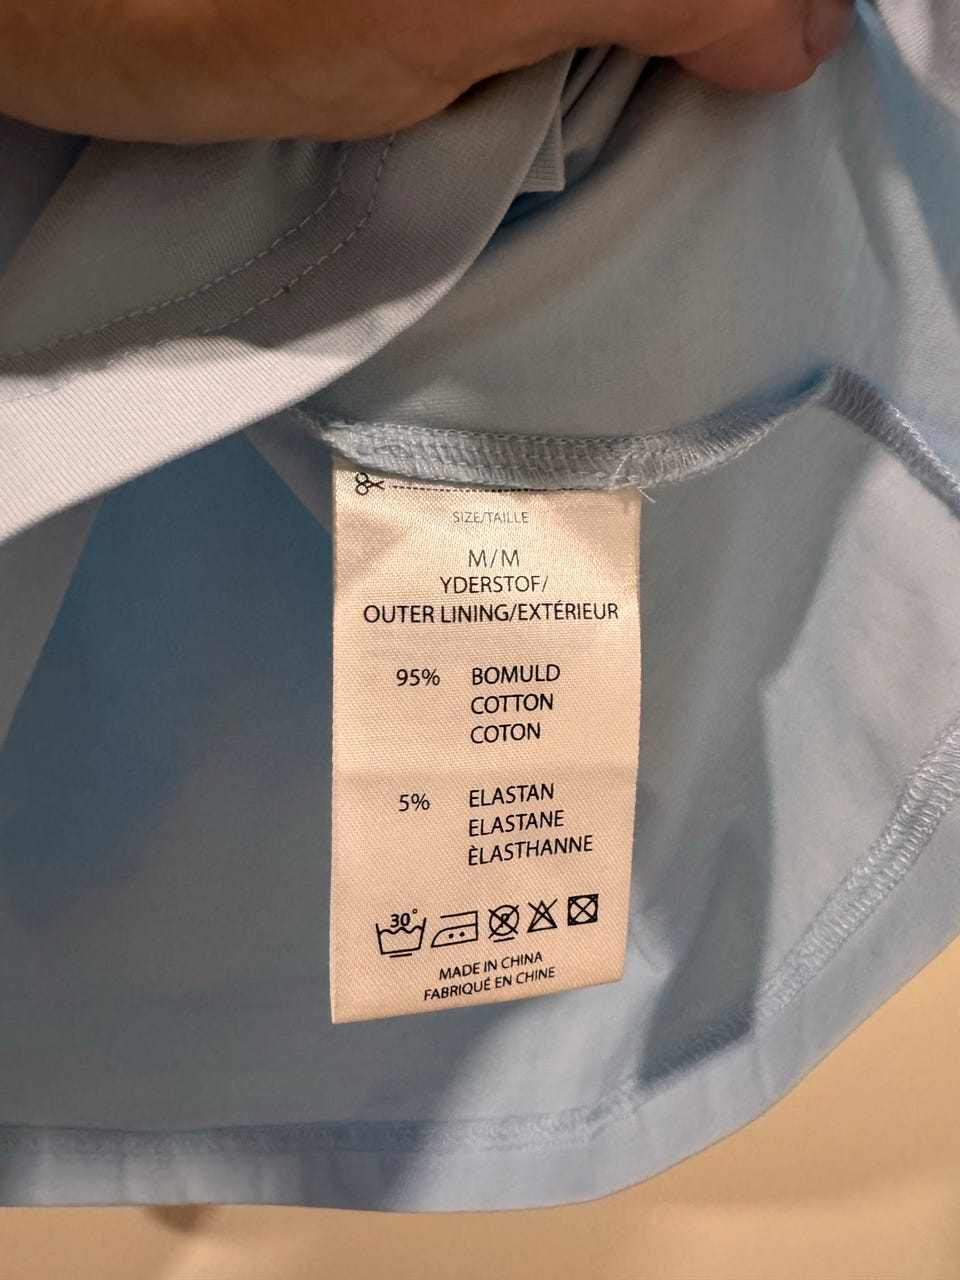 SIZE/TAILLE
M/M
YDERSTOF/
OUTER LINING/EXTÉRIEUR
95% BOMULD
COTTON
COTON
5% ELASTAN
ELASTANE
ÈLASTHANNE
30°
P
MADE IN CHINA
FABRIQUÉ EN CHINE